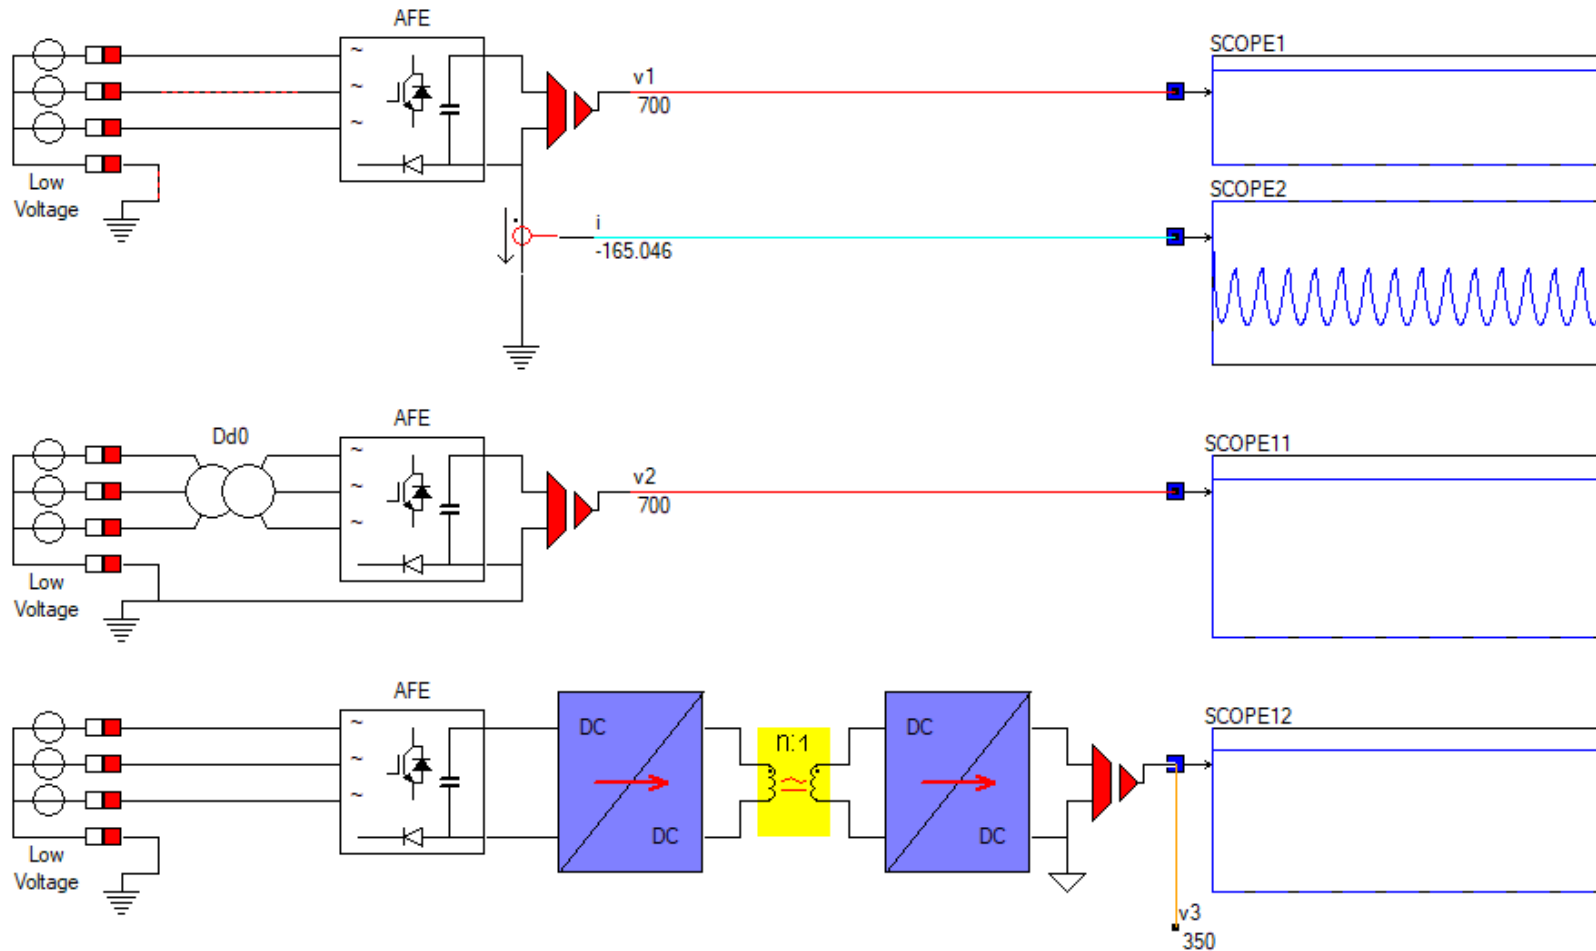 AFE
SCOPE1
~
v1
~
700
~
Low
Voltage
SCOPE2
i
-165.046
AFE
Dd0
SCOPE11
~
v2
~
700
~
Low
Voltage
AFE
SCOPE12
~
DC
DC
n:1
~
~
DC
DC
Low
Voltage
v3
350